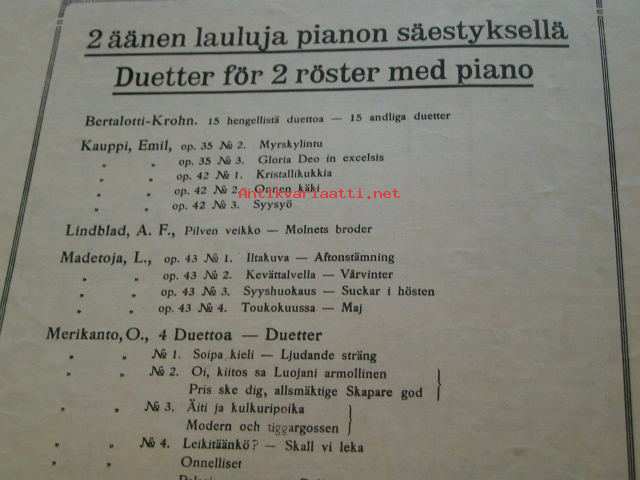 2 äänen lauluja pianon säestyksellä
Duetter för 2 röster med piano
Bertalotti-Krohn. 15 hengellistä duettoa — 15 andliga duetter
Kauppi, Emil, op. 35 № 2. Myrskylintu
„ „ op. 35 № 3. Gloria Deo in excelsis
„ „ op. 42 № 1. Kristallikukkia
„ „ op. 42 № 2. Onnen käki
Antikvariaatti.net
„ „ op. 42 № 3. Syysyö
Lindblad, A. F., Pilven veikko — Molnets broder
Madetoja, L., op. 43 № 1. Iltakuva — Aftonstämning
„ „ op. 43 № 2. Kevättalvella — Vårvinter
„ „ op. 43 № 3. Syyshuokaus — Suckar i hösten
„ „ op. 43 № 4. Toukokuussa — Maj
Merikanto, O., 4 Duettoa — Duetter
„ „ № 1. Soipa kieli — Ljudande sträng
„ „ № 2. Oi, kiitos sa Luojani armollinen
Pris ske dig, allsmäktige Skapare god
„ „ № 3. Äiti ja kulkuripoika
Modern och tiggargossen
„ „ № 4. Leikitäänkö? — Skall vi leka
„ „ Onnelliset